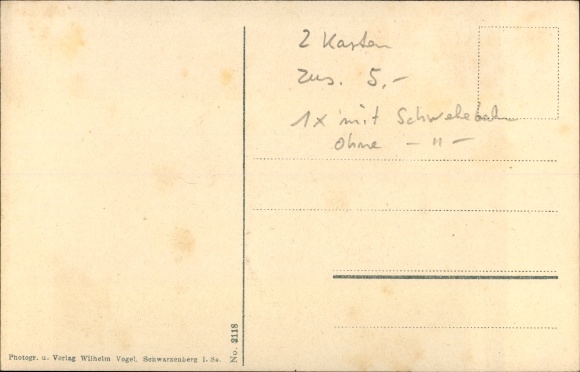 2 Karten
zus. 5,-
1x mit Schwebebahn
ohne - " -
Photogr. u. Verlag Wilhelm Vogel, Schwarzenberg i. Sa.
No. 2118